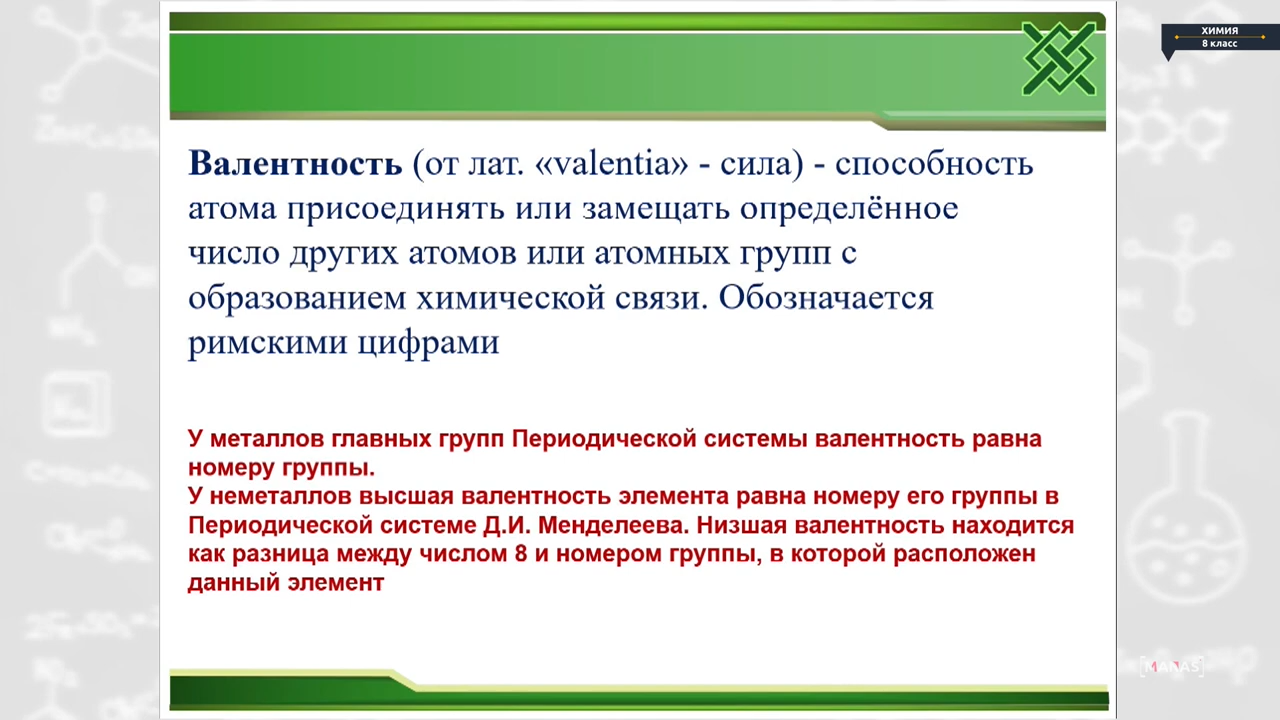 ХИМИЯ
8 класс
Валентность (от лат. «valentia» - сила) - способность
атома присоединять или замещать определённое
число других атомов или атомных групп с
образованием химической связи. Обозначается
римскими цифрами
У металлов главных групп Периодической системы валентность равна
номеру группы.
У неметаллов высшая валентность элемента равна номеру его группы в
Периодической системе Д.И. Менделеева. Низшая валентность находится
как разница между числом 8 и номером группы, в которой расположен
данный элемент
[MANAS]